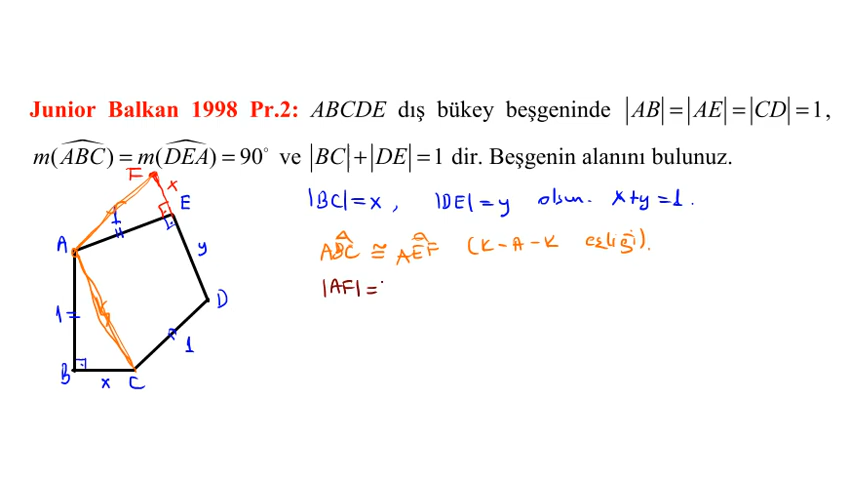 Junior Balkan 1998 Pr.2: ABCDE dış bükey beşgeninde |AB|=|AE|=|CD|=1,
m(ABC)=m(DEA)=90° ve |BC|+|DE|=1 dir. Beşgenin alanını bulunuz.
F
x
E
|BC|=x, |DE|=y olsun. x+y=1.
1
A
y
ABC ≅ AEF (K-A-K eşliği).
|AF|=
D
1
1
B
x
C